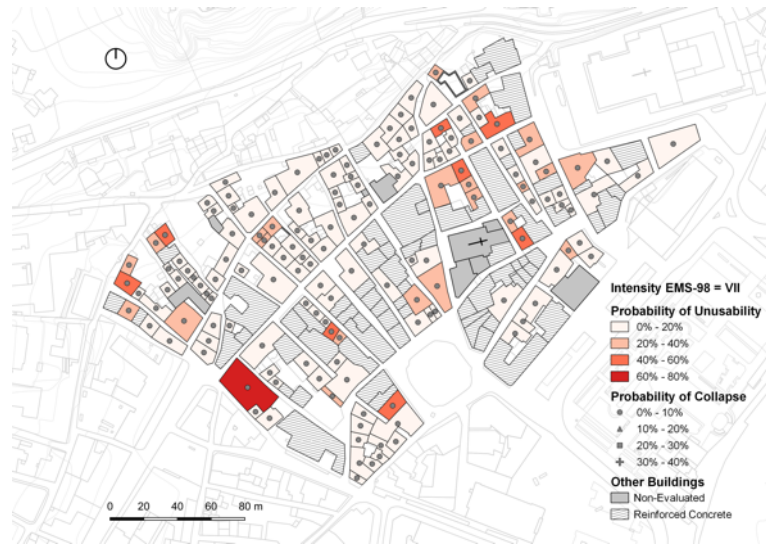 Intensity EMS-98 = VII
Probability of Unusability
0% - 20%
20% - 40%
40% - 60%
60% - 80%
Probability of Collapse
0% - 10%
10% - 20%
20% - 30%
30% - 40%
Other Buildings
Non-Evaluated
Reinforced Concrete
0 20 40 60 80 m